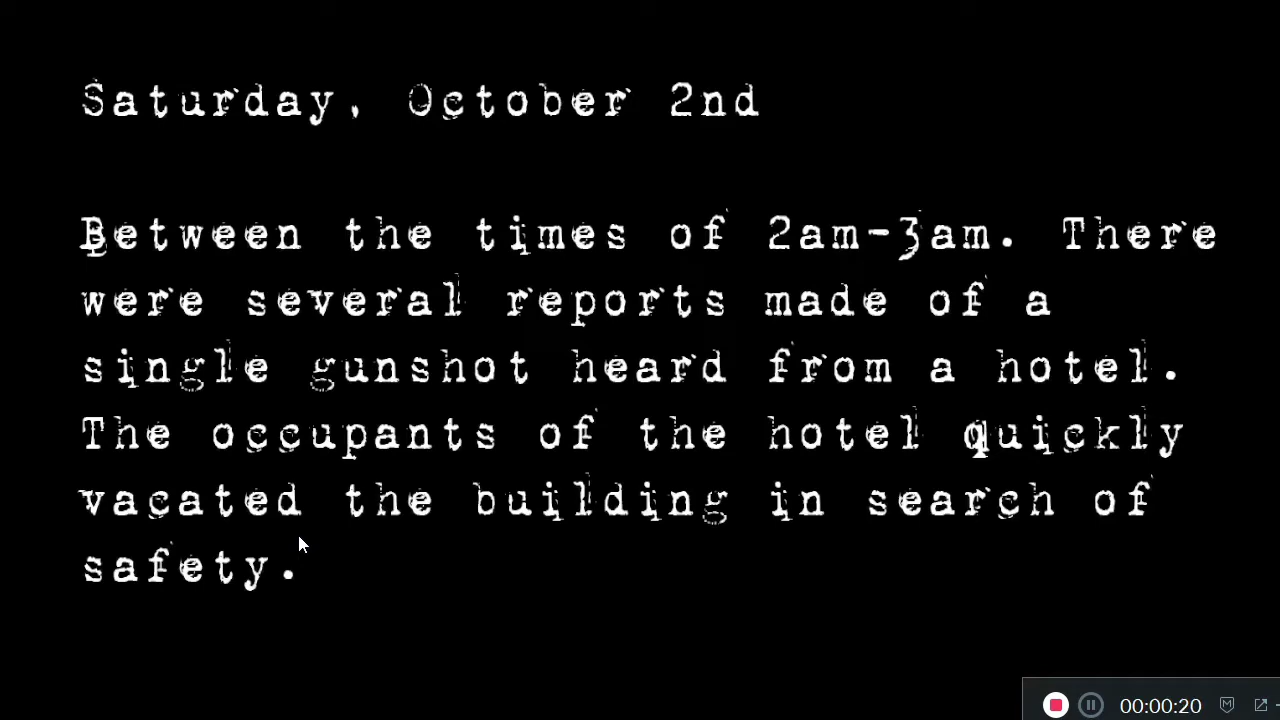 Saturday, October 2nd
Between the times of 2am-3am. There
were several reports made of a
single gunshot heard from a hotel.
The occupants of the hotel quickly
vacated the building in search of
safety.
00:00:20